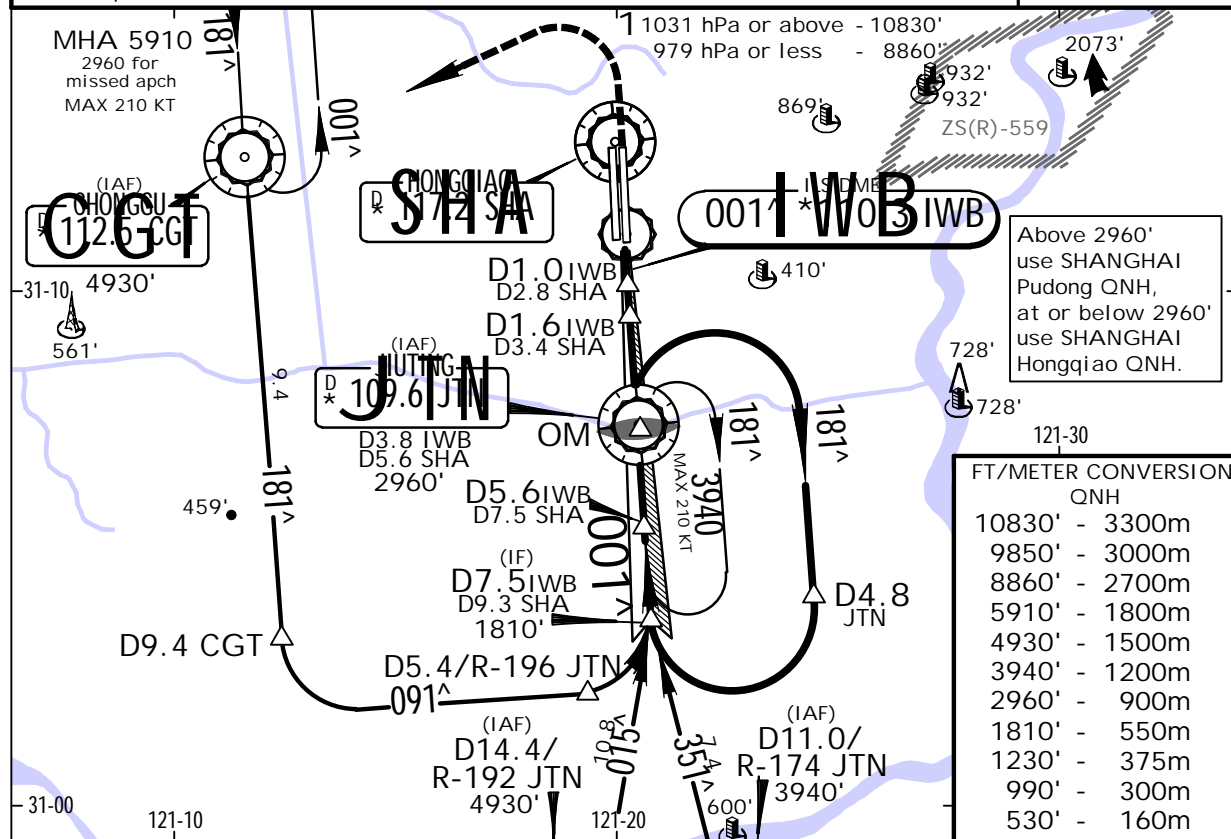 1031 hPa or above - 10830'
979 hPa or less - 8860'
MHA 5910
2960 for
missed apch
MAX 210 KT
181^
001^
2073'
932'
932'
869'
ZS(R)-559
(IAF)
CHONGGU
D
* 112.6 CGT
CGT
4930'
HONGQIAO
D
* 117.2 SHA
SHA
ILS DME
001^
IWB
IWB
Above 2960'
use SHANGHAI
Pudong QNH,
at or below 2960'
use SHANGHAI
Hongqiao QNH.
410'
31-10
561'
D1.0 IWB
D2.8 SHA
D1.6 IWB
D3.4 SHA
(IAF)
JIUTING
D
* 109.6 JTN
JTN
D3.8 IWB
D5.6 SHA
2960'
OM
728'
728'
121-30
9.4
181^
181^
181^
3940
MAX 210 KT
459'
D5.6 IWB
D7.5 SHA
001^
(IF)
D7.5 IWB
D9.3 SHA
1810'
D4.8
JTN
D9.4 CGT
D5.4/R-196 JTN
091^
(IAF)
D14.4/
R-192 JTN
4930'
10.8
015^
351^
7.4
(IAF)
D11.0/
R-174 JTN
3940'
600'
31-00
121-10
121-20
FT/METER CONVERSION
QNH
10830' - 3300m
9850' - 3000m
8860' - 2700m
5910' - 1800m
4930' - 1500m
3940' - 1200m
2960' - 900m
1810' - 550m
1230' - 375m
990' - 300m
530' - 160m